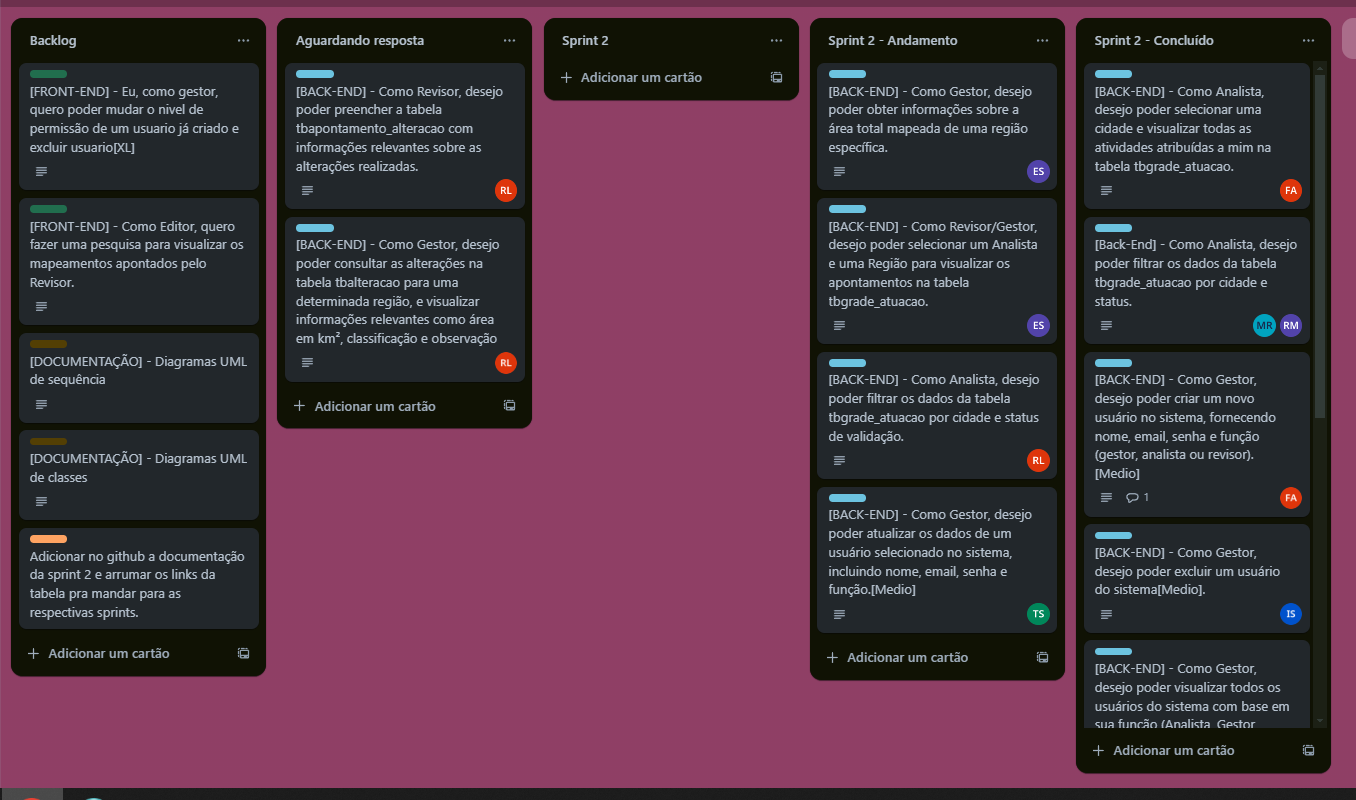 Backlog
[FRONT-END] - Eu, como gestor,
quero poder mudar o nivel de
permissão de um usuario já criado e
excluir usuario[XL]
[FRONT-END] - Como Editor, quero
fazer uma pesquisa para visualizar os
mapeamentos apontados pelo
Revisor.
[DOCUMENTAÇÃO] - Diagramas UML
de sequência
[DOCUMENTAÇÃO] - Diagramas UML
de classes
Adicionar no github a documentação
da sprint 2 e arrumar os links da
tabela pra mandar para as
respectivas sprints.
Adicionar um cartão
Aguardando resposta
[BACK-END] - Como Revisor, desejo
poder preencher a tabela
tbapontamento_alteracao com
informações relevantes sobre as
alterações realizadas.
RL
[BACK-END] - Como Gestor, desejo
poder consultar as alterações na
tabela tbalteracao para uma
determinada região, e visualizar
informações relevantes como área
em km², classificação e observação
RL
Adicionar um cartão
Sprint 2
Adicionar um cartão
Sprint 2 - Andamento
[BACK-END] - Como Gestor, desejo
poder obter informações sobre a
área total mapeada de uma região
específica.
ES
[BACK-END] - Como Revisor/Gestor,
desejo poder selecionar um Analista
e uma Região para visualizar os
apontamentos na tabela
tbgrade_atuacao.
ES
[BACK-END] - Como Analista, desejo
poder filtrar os dados da tabela
tbgrade_atuacao por cidade e status
de validação.
RL
[BACK-END] - Como Gestor, desejo
poder atualizar os dados de um
usuário selecionado no sistema,
incluindo nome, email, senha e
função.[Medio]
TS
Adicionar um cartão
Sprint 2 - Concluído
[BACK-END] - Como Analista,
desejo poder selecionar uma
cidade e visualizar todas as
atividades atribuídas a mim na
tabela tbgrade_atuacao.
FA
[Back-End] - Como Analista, desejo
poder filtrar os dados da tabela
tbgrade_atuacao por cidade e
status.
MR RM
[BACK-END] - Como Gestor,
desejo poder criar um novo
usuário no sistema, fornecendo
nome, email, senha e função
(gestor, analista ou revisor).
[Medio]
1
FA
[BACK-END] - Como Gestor,
desejo poder excluir um usuário
do sistema[Medio].
IS
[BACK-END] - Como Gestor,
desejo poder visualizar todos os
usuários do sistema com base em
sua função (Analista, Gestor
Adicionar um cartão